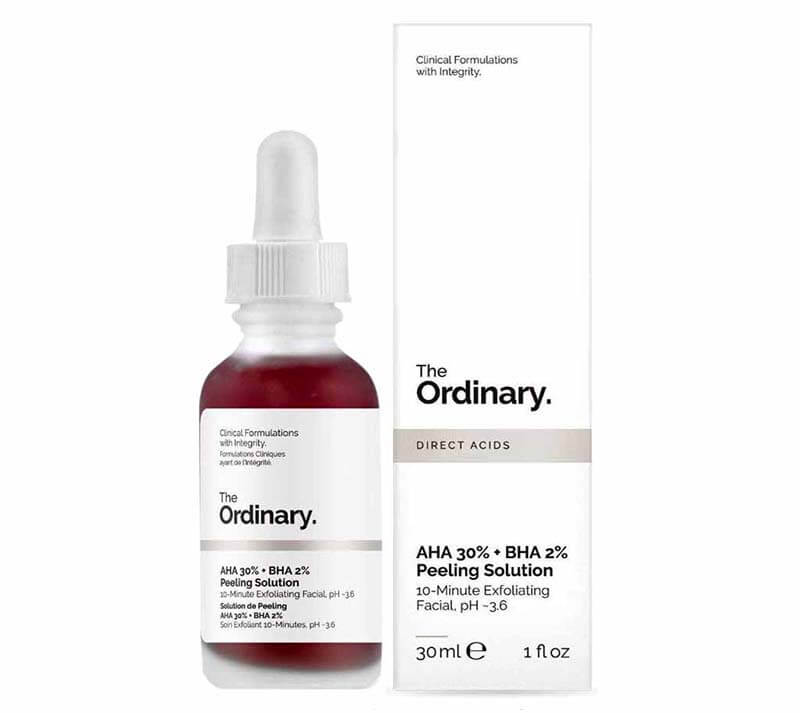 Clinical Formulations
with Integrity.
Formulations Cliniques
ayant de l'Intégrité.
The
Ordinary.
AHA 30% + BHA 2%
Peeling Solution
10-Minute Exfoliating Facial, pH ~3.6
Solution de Peeling
AHA 30% + BHA 2%
Soin Exfoliant 10-Minutes, pH ~3.6
Clinical Formulations
with Integrity.
The
Ordinary.
DIRECT ACIDS
AHA 30% + BHA 2%
Peeling Solution
10-Minute Exfoliating
Facial, pH ~3.6
30 ml ℮ 1 fl oz